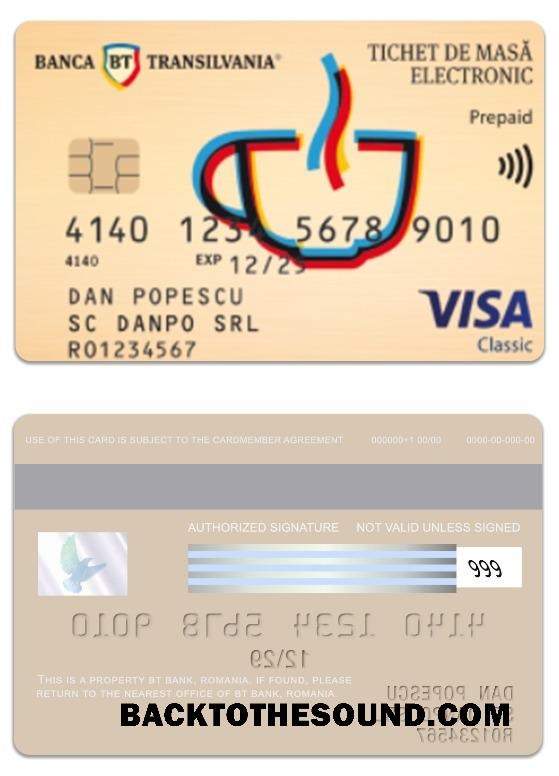 BANCA BT TRANSILVANIA®
TICHET DE MASĂ
ELECTRONIC
Prepaid
4140 1234 5678 9010
4140 EXP 12/25
DAN POPESCU
SC DANPO SRL
RO1234567
VISA
Classic
USE OF THIS CARD IS SUBJECT TO THE CARDMEMBER AGREEMENT 000000+1 00/00 0000-00-000-00
AUTHORIZED SIGNATURE NOT VALID UNLESS SIGNED
999
4140 1234 5678 9010
12/29
THIS IS A PROPERTY BT BANK, ROMANIA. IF FOUND, PLEASE
RETURN TO THE NEAREST OFFICE OF BT BANK, ROMANIA.
DAN POPESCU
BACKTOTHESOUND.COM
RO1234567